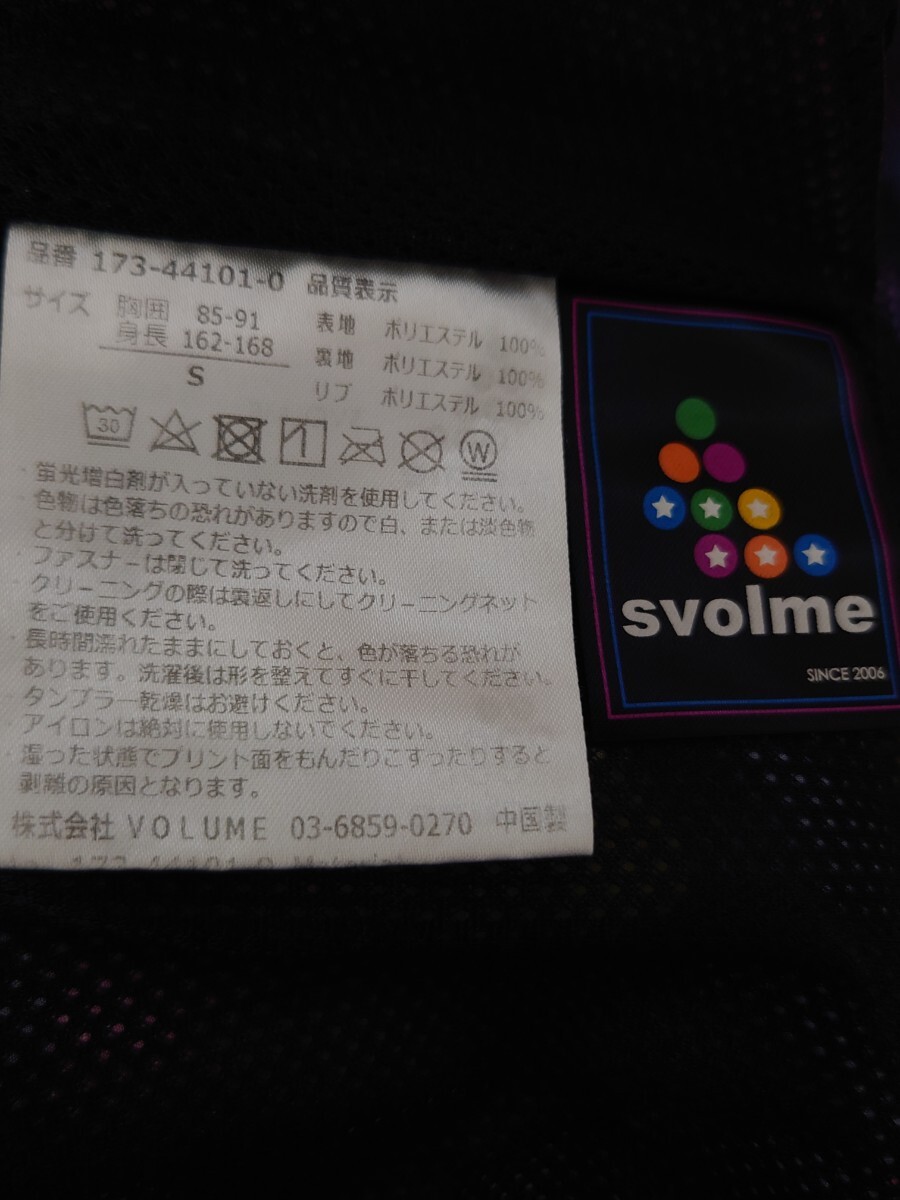 品番 173-44101-0 品質表示
サイズ 胸囲 85-91
身長 162-168
S
表地 ポリエステル 100%
裏地 ポリエステル 100%
リブ ポリエステル 100%
30
W
・蛍光増白剤が入っていない洗剤を使用してください。
・色物は色落ちの恐れがありますので白、または淡色物
と分けて洗ってください。
・ファスナーは閉じて洗ってください。
・クリーニングの際は裏返しにしてクリーニングネット
をご使用ください。
・長時間濡れたままにしておくと、色が落ちる恐れが
あります。洗濯後は形を整えてすぐに干してください。
・タンブラー乾燥はお避けください。
・アイロンは絶対に使用しないでください。
・湿った状態でプリント面をもんだりこすったりすると
剥離の原因となります。
株式会社 VOLUME 03-6859-0270 中国製
svolme
SINCE 2006